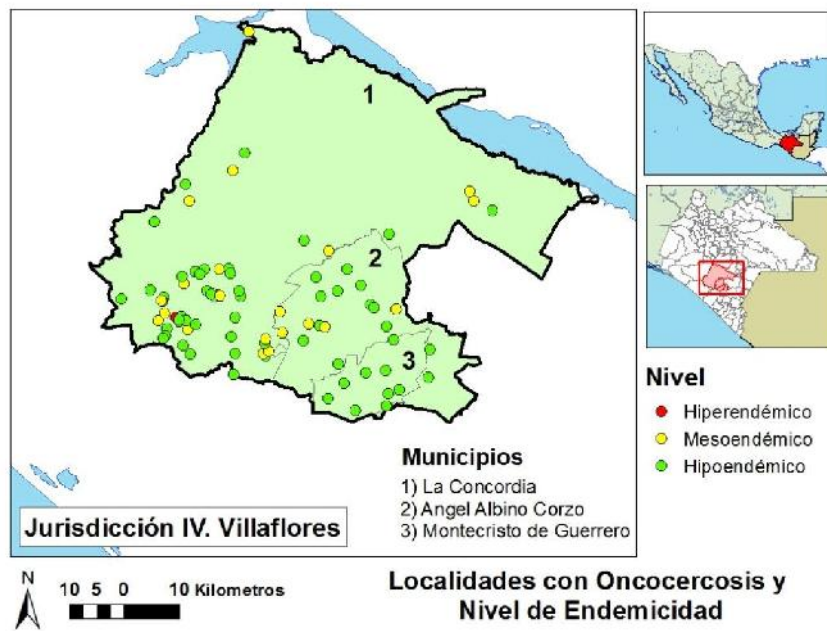 1
2
3
Municipios
1) La Concordia
2) Angel Albino Corzo
3) Montecristo de Guerrero
Jurisdicción IV. Villaflores
Nivel
Hiperendémico
Mesoendémico
Hipoendémico
N
10 5 0 10 Kilometros
Localidades con Oncocercosis y
Nivel de Endemicidad